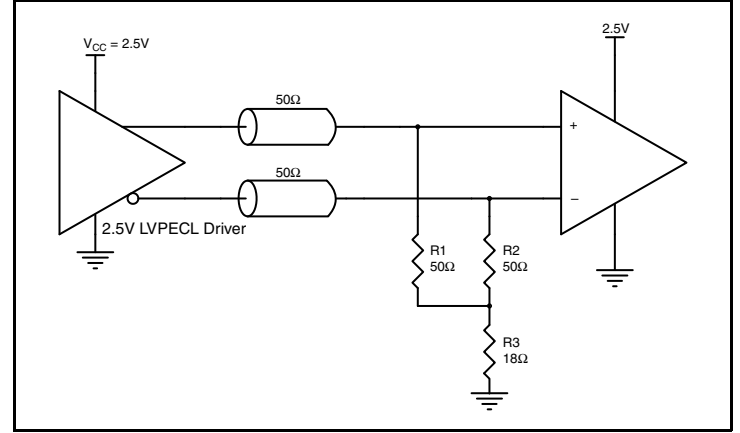 V_CC = 2.5V
2.5V
50Ω
+
50Ω
–
2.5V LVPECL Driver
R1
50Ω
R2
50Ω
R3
18Ω